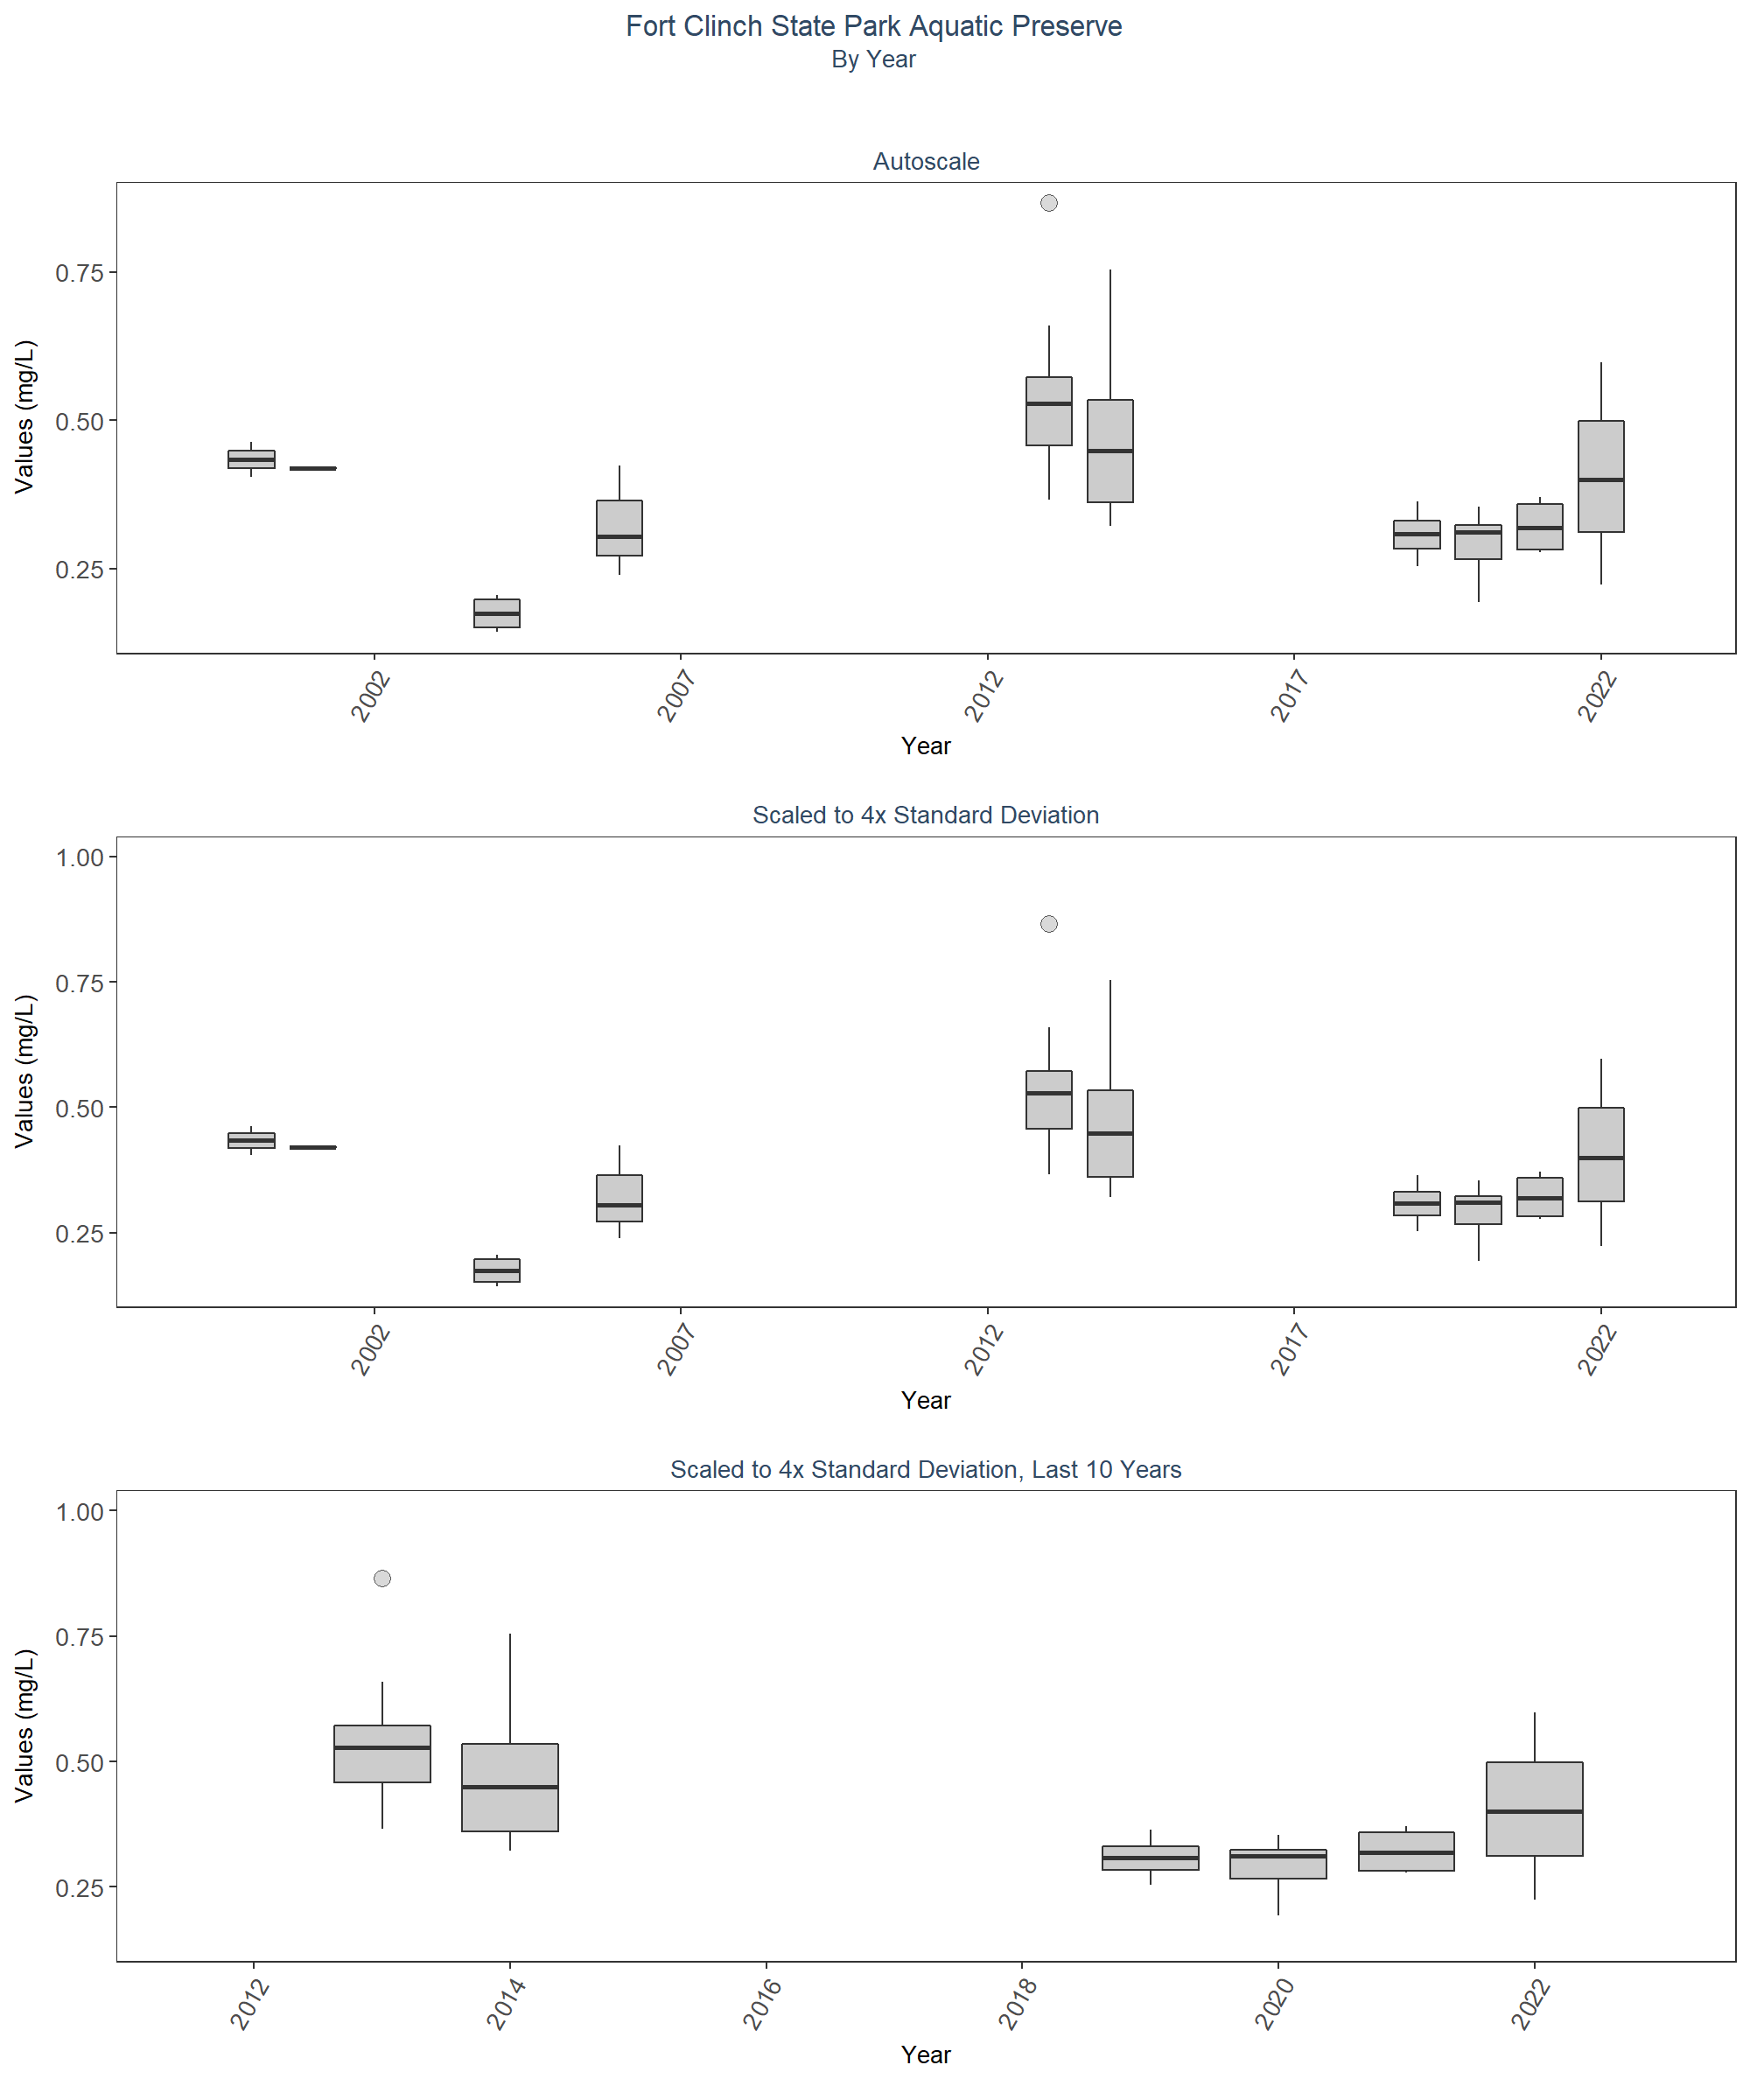 Fort Clinch State Park Aquatic Preserve
By Year
Autoscale
Values (mg/L)
0.75
0.50
0.25
2002
2007
2012
2017
2022
Year
Scaled to 4x Standard Deviation
Values (mg/L)
1.00
0.75
0.50
0.25
2002
2007
2012
2017
2022
Year
Scaled to 4x Standard Deviation, Last 10 Years
Values (mg/L)
1.00
0.75
0.50
0.25
2012
2014
2016
2018
2020
2022
Year